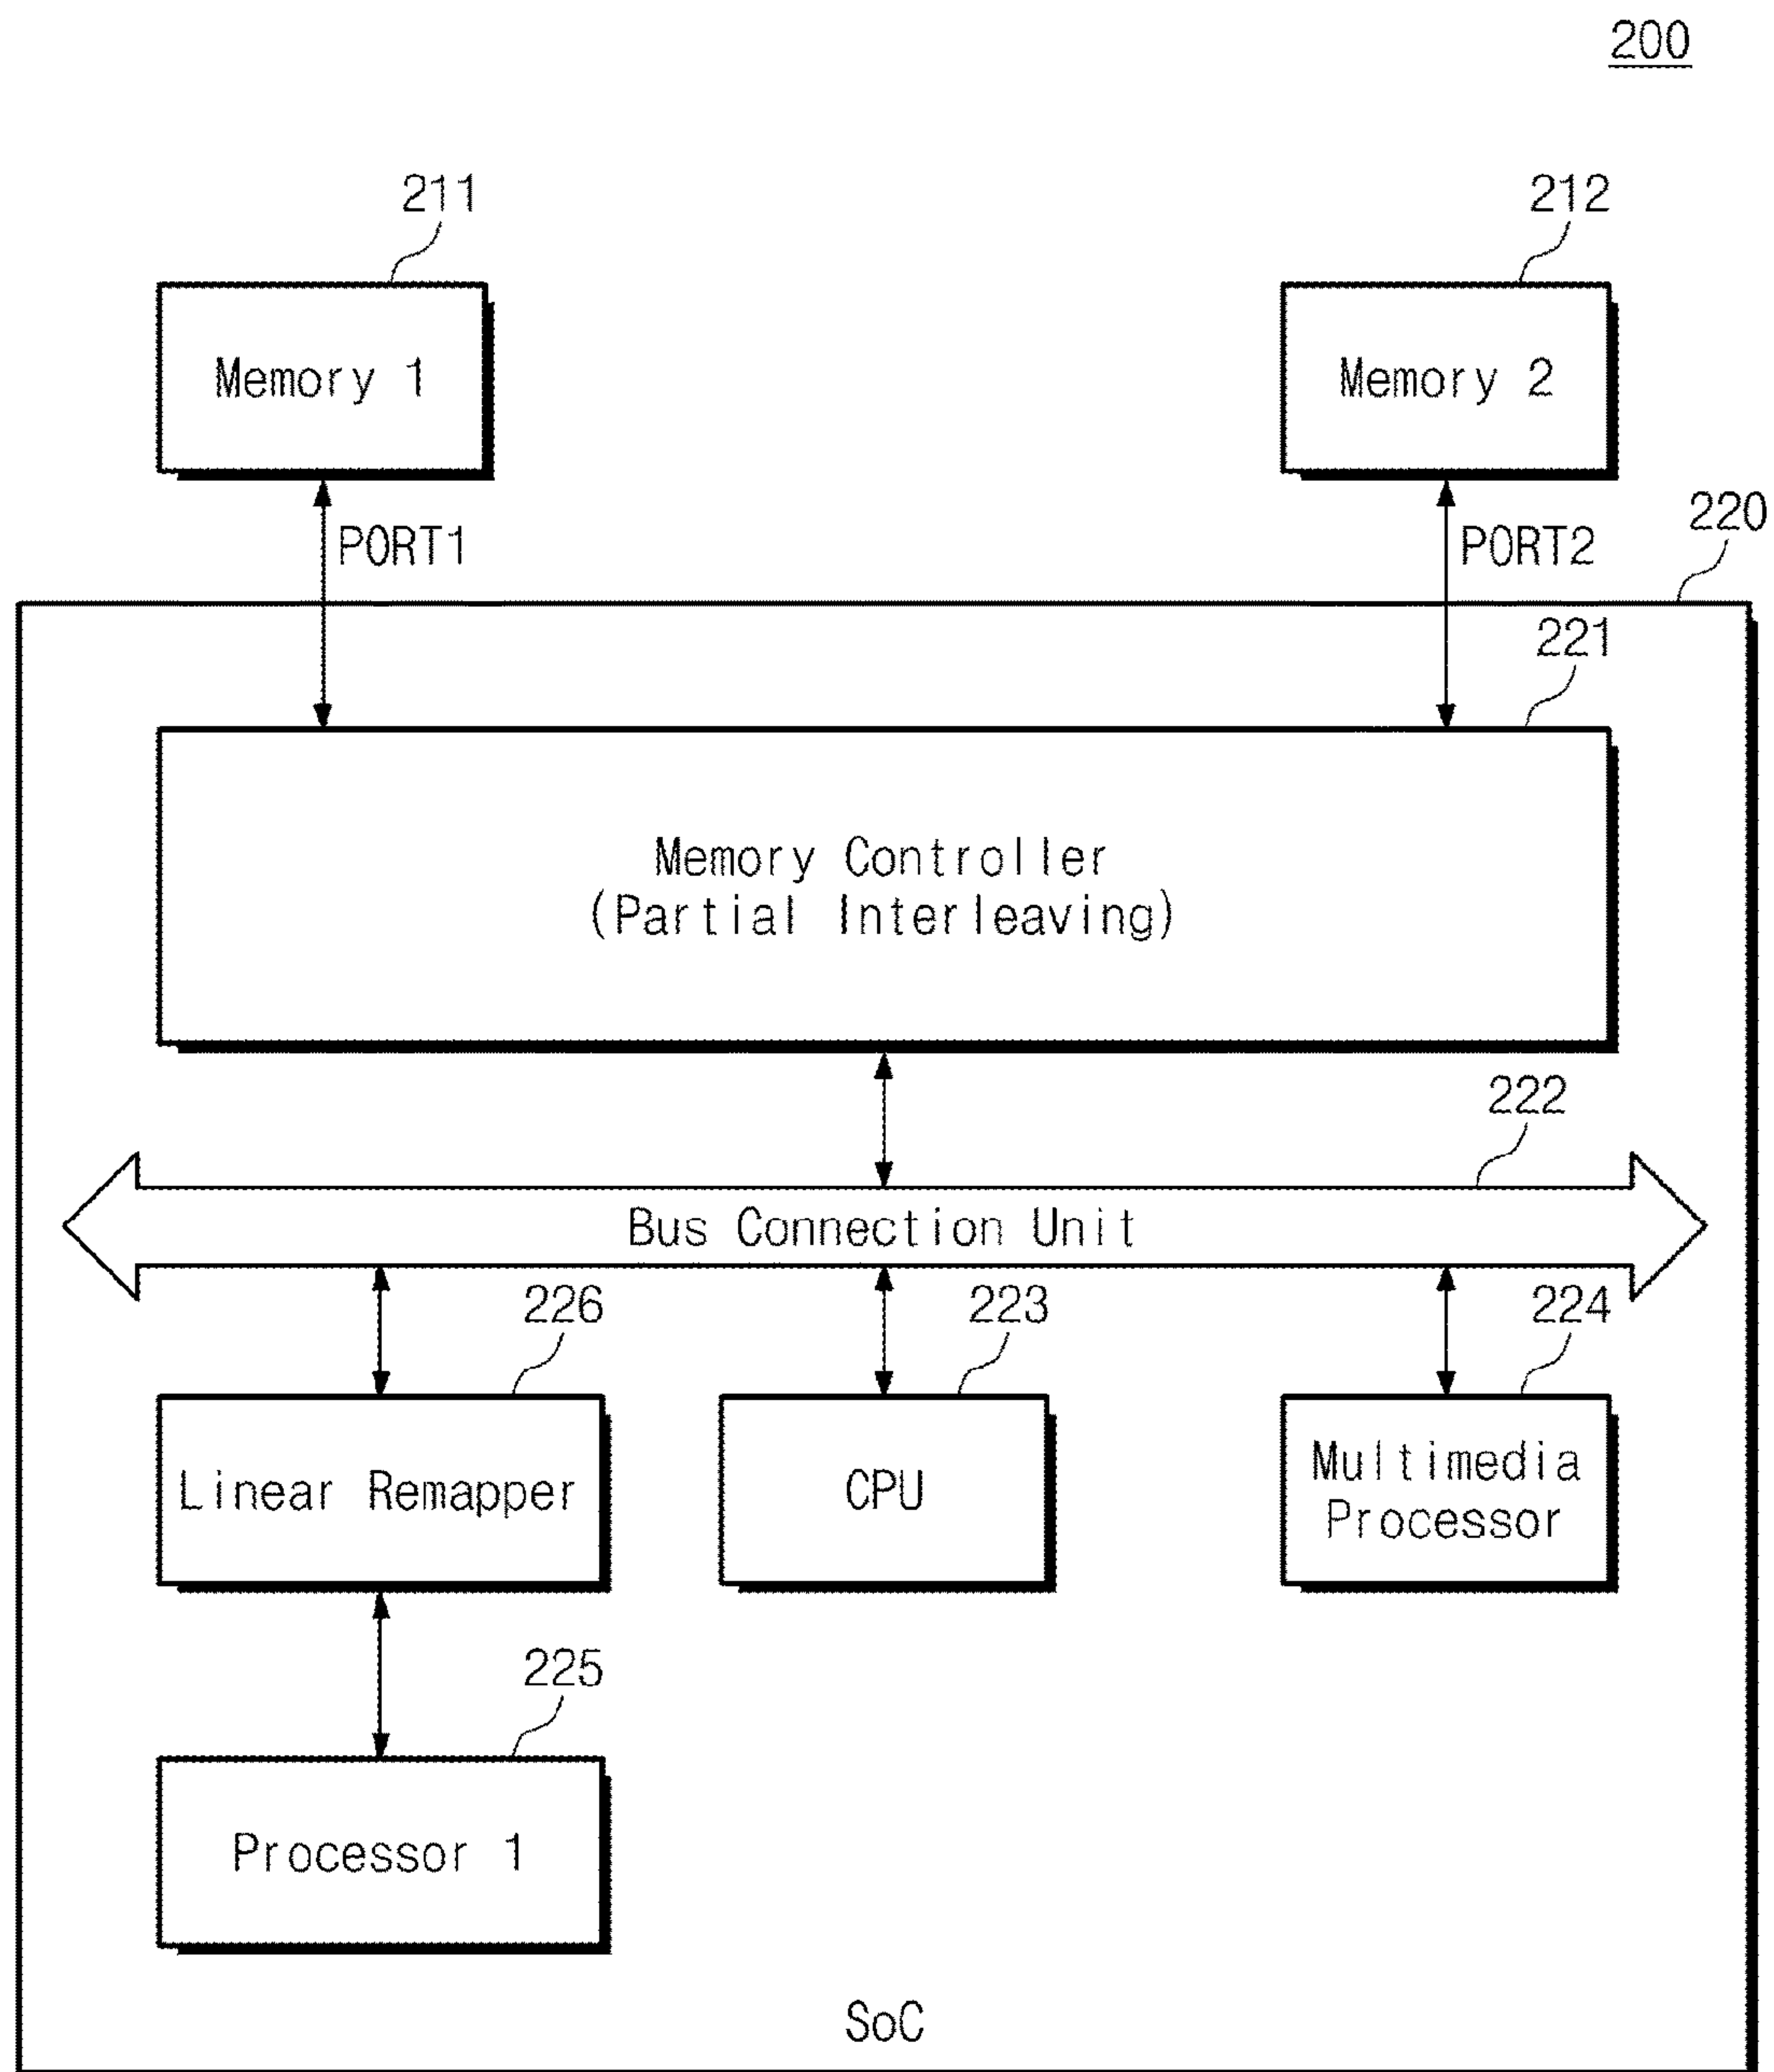 200
211
212
Memory 1
Memory 2
PORT1
PORT2
220
221
Memory Controller
(Partial Interleaving)
222
Bus Connection Unit
226
223
224
Linear Remapper
CPU
Multimedia
Processor
225
Processor 1
SoC